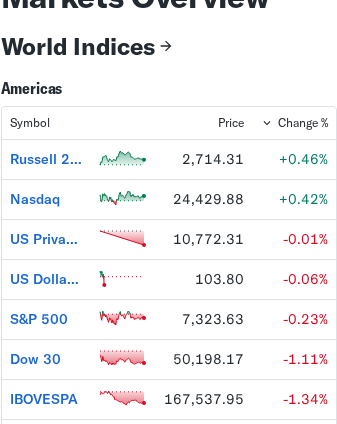 Markets Overview
World Indices →
Americas
Symbol Price Change %
Russell 2... 2,714.31 +0.46%
Nasdaq 24,429.88 +0.42%
US Priva... 10,772.31 -0.01%
US Dolla... 103.80 -0.06%
S&P 500 7,323.63 -0.23%
Dow 30 50,198.17 -1.11%
IBOVESPA 167,537.95 -1.34%